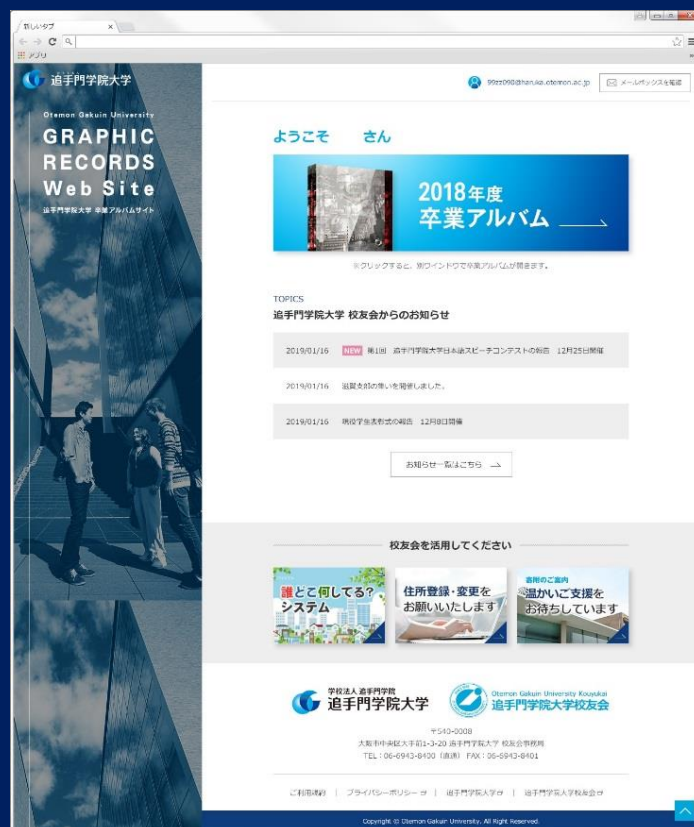 新しいタブ
アプリ
追手門学院大学
99zz090@haruka.otemon.ac.jp
メールボックスを確認
Otemon Gakuin University
GRAPHIC
RECORDS
Web Site
追手門学院大学 卒業アルバムサイト
ようこそ さん
2018年度
卒業アルバム
※クリックすると、別ウインドウで卒業アルバムが開きます。
TOPICS
追手門学院大学 校友会からのお知らせ
2019/01/16 NEW 第1回 追手門学院大学日本語スピーチコンテストの報告 12月25日開催
2019/01/16 滋賀支部の集いを開催しました。
2019/01/16 現役学生表彰式の報告 12月8日開催
お知らせ一覧はこちら
校友会を活用してください
誰どこ何してる?
システム
住所登録・変更を
お願いいたします
寄附のご案内
温かいご支援を
お待ちしています
学校法人 追手門学院
追手門学院大学
Otemon Gakuin University Kouyukai
追手門学院大学校友会
〒540-0008
大阪市中央区大手前1-3-20 追手門学院大学 校友会事務局
TEL：06-6943-8400（直通） FAX：06-6943-8401
ご利用規約 | プライバシーポリシー | 追手門学院大学 | 追手門学院大学校友会
Copyright © Otemon Gakuin University. All Right Reserved.